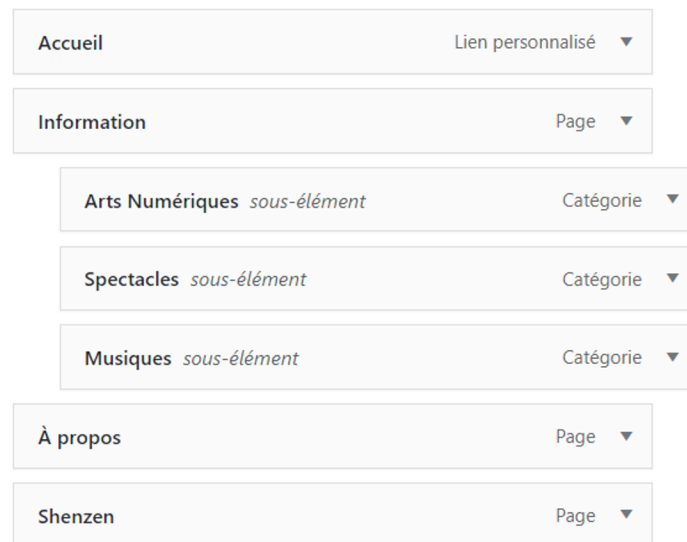 Accueil Lien personnalisé ▼
Information Page ▼
Arts Numériques sous-élément Catégorie ▼
Spectacles sous-élément Catégorie ▼
Musiques sous-élément Catégorie ▼
À propos Page ▼
Shenzen Page ▼